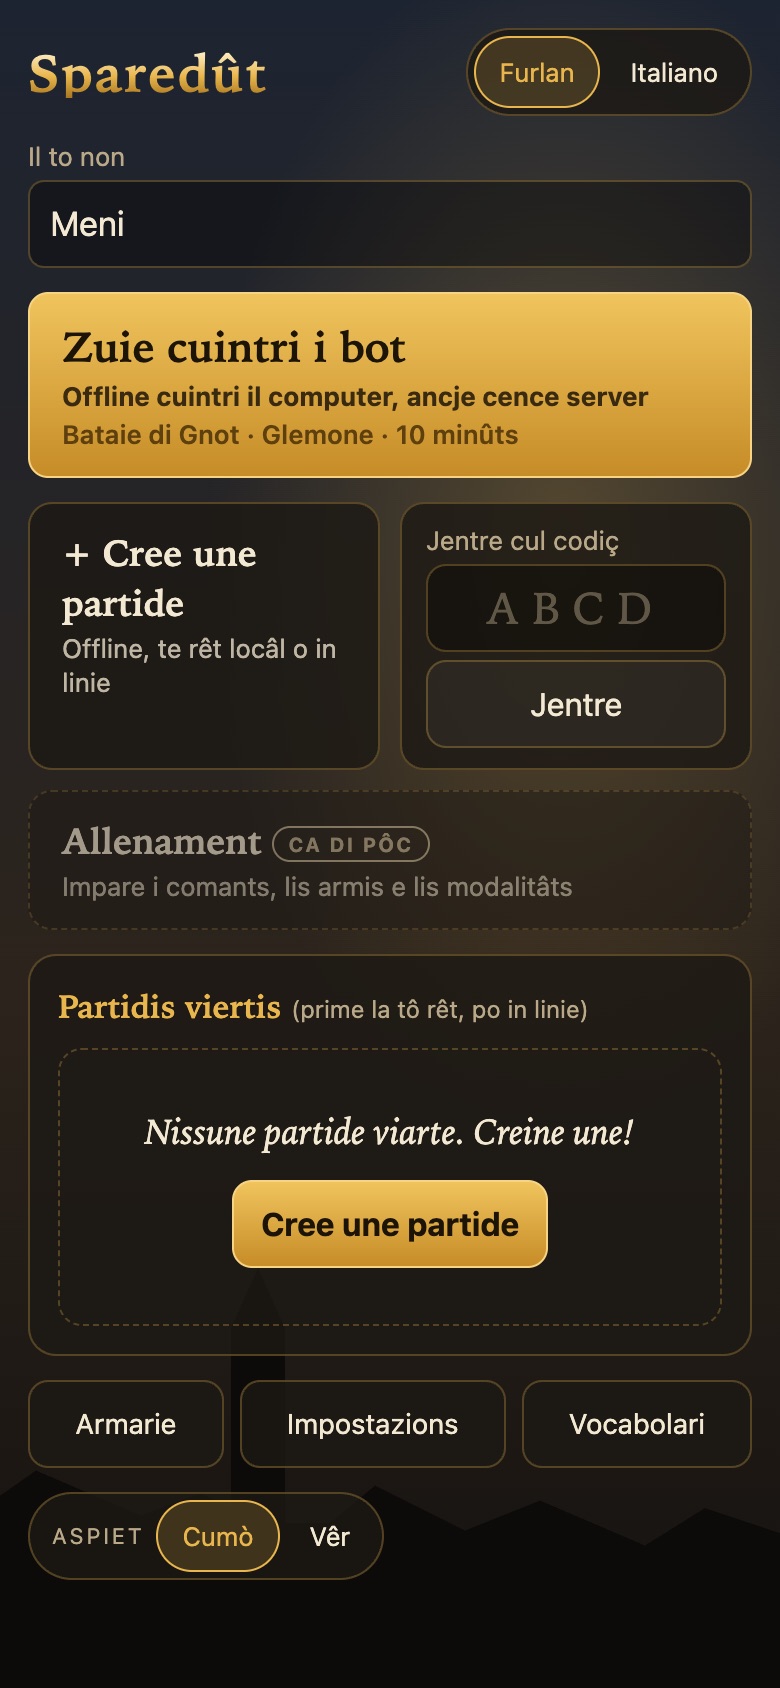 Sparedût
Furlan
Italiano
Il to non
Meni
Zuie cuintri i bot
Offline cuintri il computer, ancje cence server
Bataie di Gnot · Glemone · 10 minûts
+ Cree une
partide
Offline, te rêt locâl o in
linie
Jentre cul codiç
ABCD
Jentre
Allenament CA DI PÔC
Impare i comants, lis armis e lis modalitâts
Partidis viertis (prime la tô rêt, po in linie)
Nissune partide viarte. Creine une!
Cree une partide
Armarie
Impostazions
Vocabolari
ASPIET
Cumò
Vêr